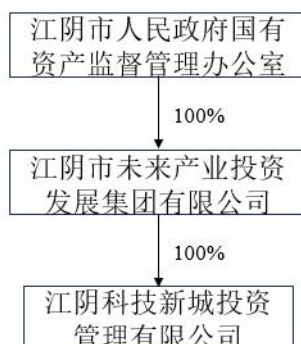 江阴市人民政府国有
资产监督管理办公室
100%
江阴市未来产业投资
发展集团有限公司
100%
江阴科技新城投资
管理有限公司